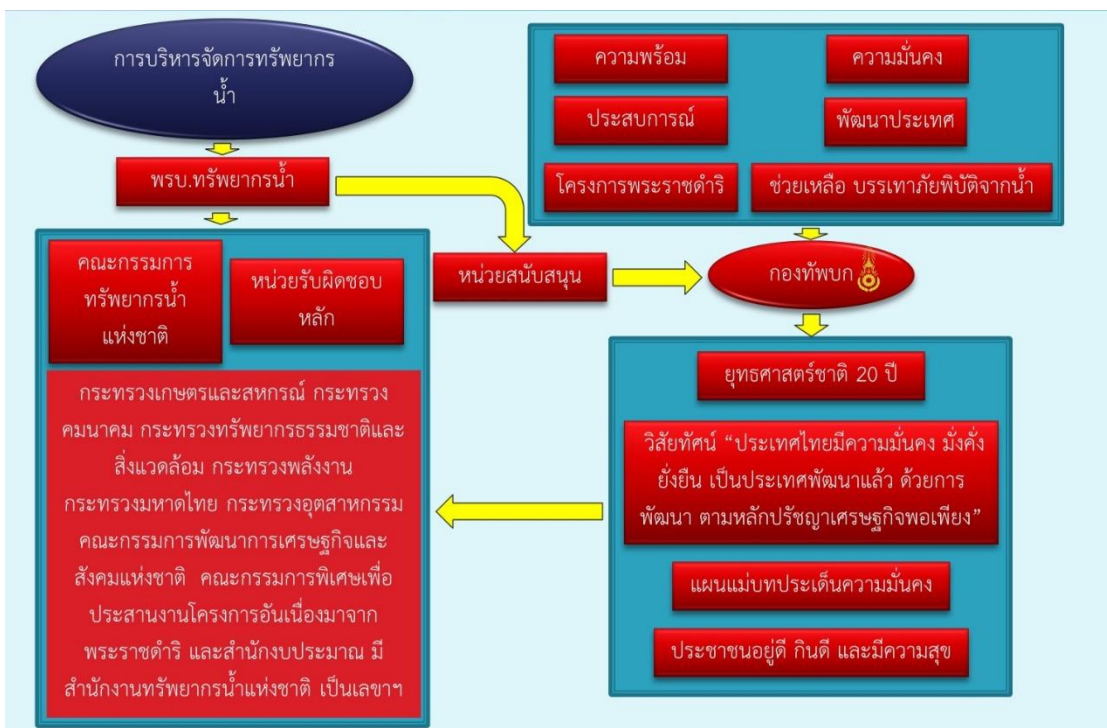 การบริหารจัดการทรัพยากร
น้ำ
พรบ.ทรัพยากรน้ำ
คณะกรรมการ
ทรัพยากรน้ำ
แห่งชาติ
หน่วยรับผิดชอบ
หลัก
กระทรวงเกษตรและสหกรณ์ กระทรวง
คมนาคม กระทรวงทรัพยากรธรรมชาติและ
สิ่งแวดล้อม กระทรวงพลังงาน
กระทรวงมหาดไทย กระทรวงอุตสาหกรรม
คณะกรรมการพัฒนาการเศรษฐกิจและ
สังคมแห่งชาติ คณะกรรมการพิเศษเพื่อ
ประสานงานโครงการอันเนื่องมาจาก
พระราชดำริ และสำนักงบประมาณ มี
สำนักงานทรัพยากรน้ำแห่งชาติ เป็นเลขาฯ
หน่วยสนับสนุน
ความพร้อม
ความมั่นคง
ประสบการณ์
พัฒนาประเทศ
โครงการพระราชดำริ
ช่วยเหลือ บรรเทาภัยพิบัติจากน้ำ
กองทัพบก
ยุทธศาสตร์ชาติ 20 ปี
วิสัยทัศน์ “ประเทศไทยมีความมั่นคง มั่งคั่ง
ยั่งยืน เป็นประเทศพัฒนาแล้ว ด้วยการ
พัฒนา ตามหลักปรัชญาเศรษฐกิจพอเพียง”
แผนแม่บทประเด็นความมั่นคง
ประชาชนอยู่ดี กินดี และมีความสุข